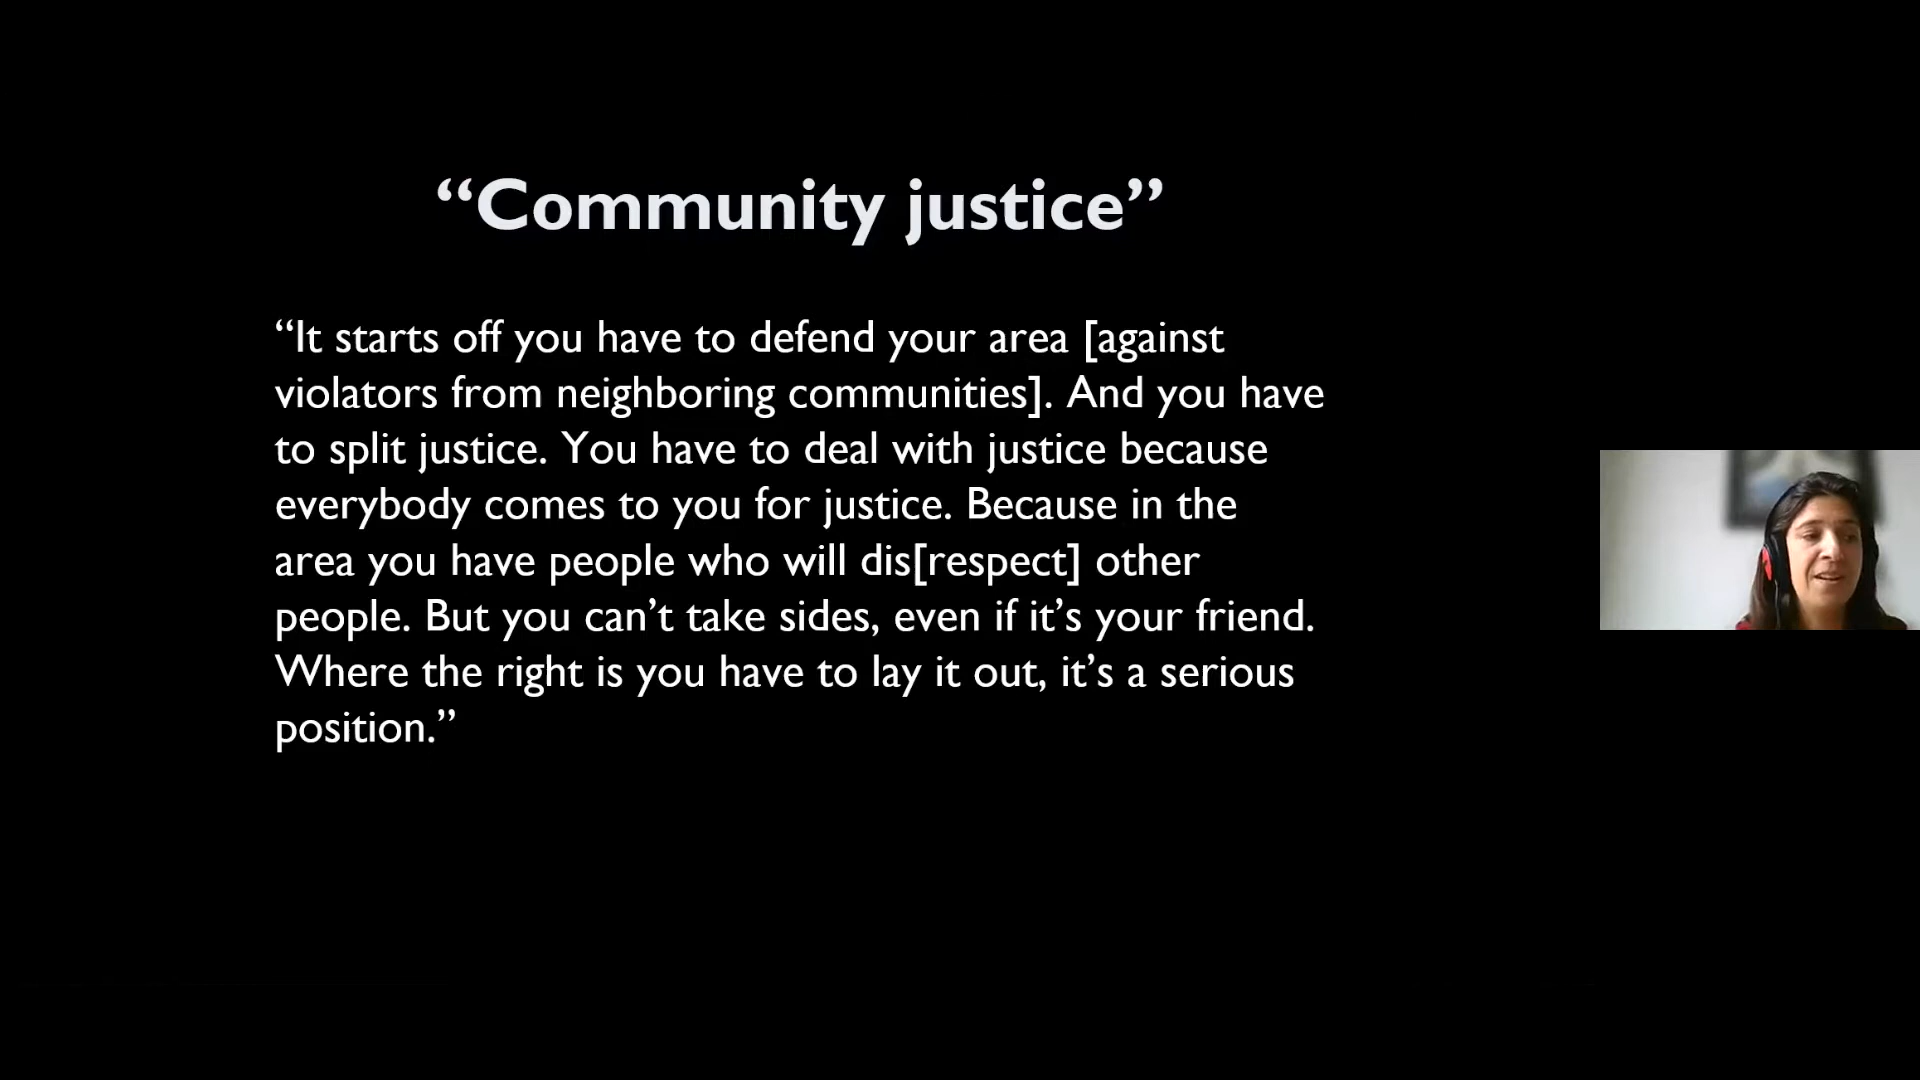 “Community justice”
“It starts off you have to defend your area [against
violators from neighboring communities]. And you have
to split justice. You have to deal with justice because
everybody comes to you for justice. Because in the
area you have people who will dis[respect] other
people. But you can’t take sides, even if it’s your friend.
Where the right is you have to lay it out, it’s a serious
position.”